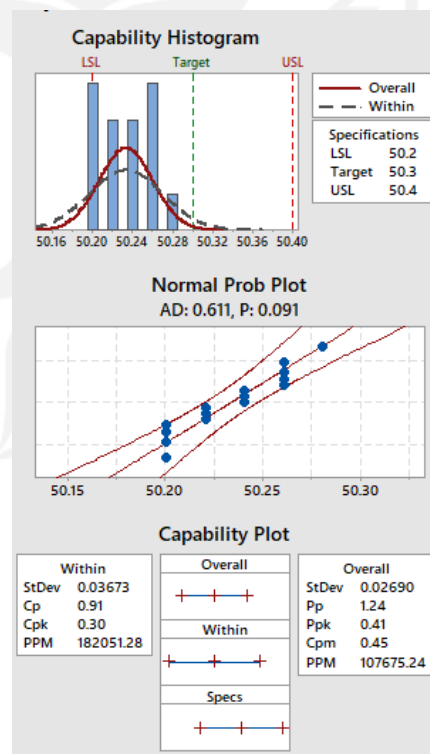 Capability Histogram
LSL Target USL
Overall
Within
Specifications
LSL 50.2
Target 50.3
USL 50.4
50.16 50.20 50.24 50.28 50.32 50.36 50.40
Normal Prob Plot
AD: 0.611, P: 0.091
50.15 50.20 50.25 50.30
Capability Plot
Within
StDev 0.03673
Cp 0.91
Cpk 0.30
PPM 182051.28
Overall
Within
Specs
Overall
StDev 0.02690
Pp 1.24
Ppk 0.41
Cpm 0.45
PPM 107675.24